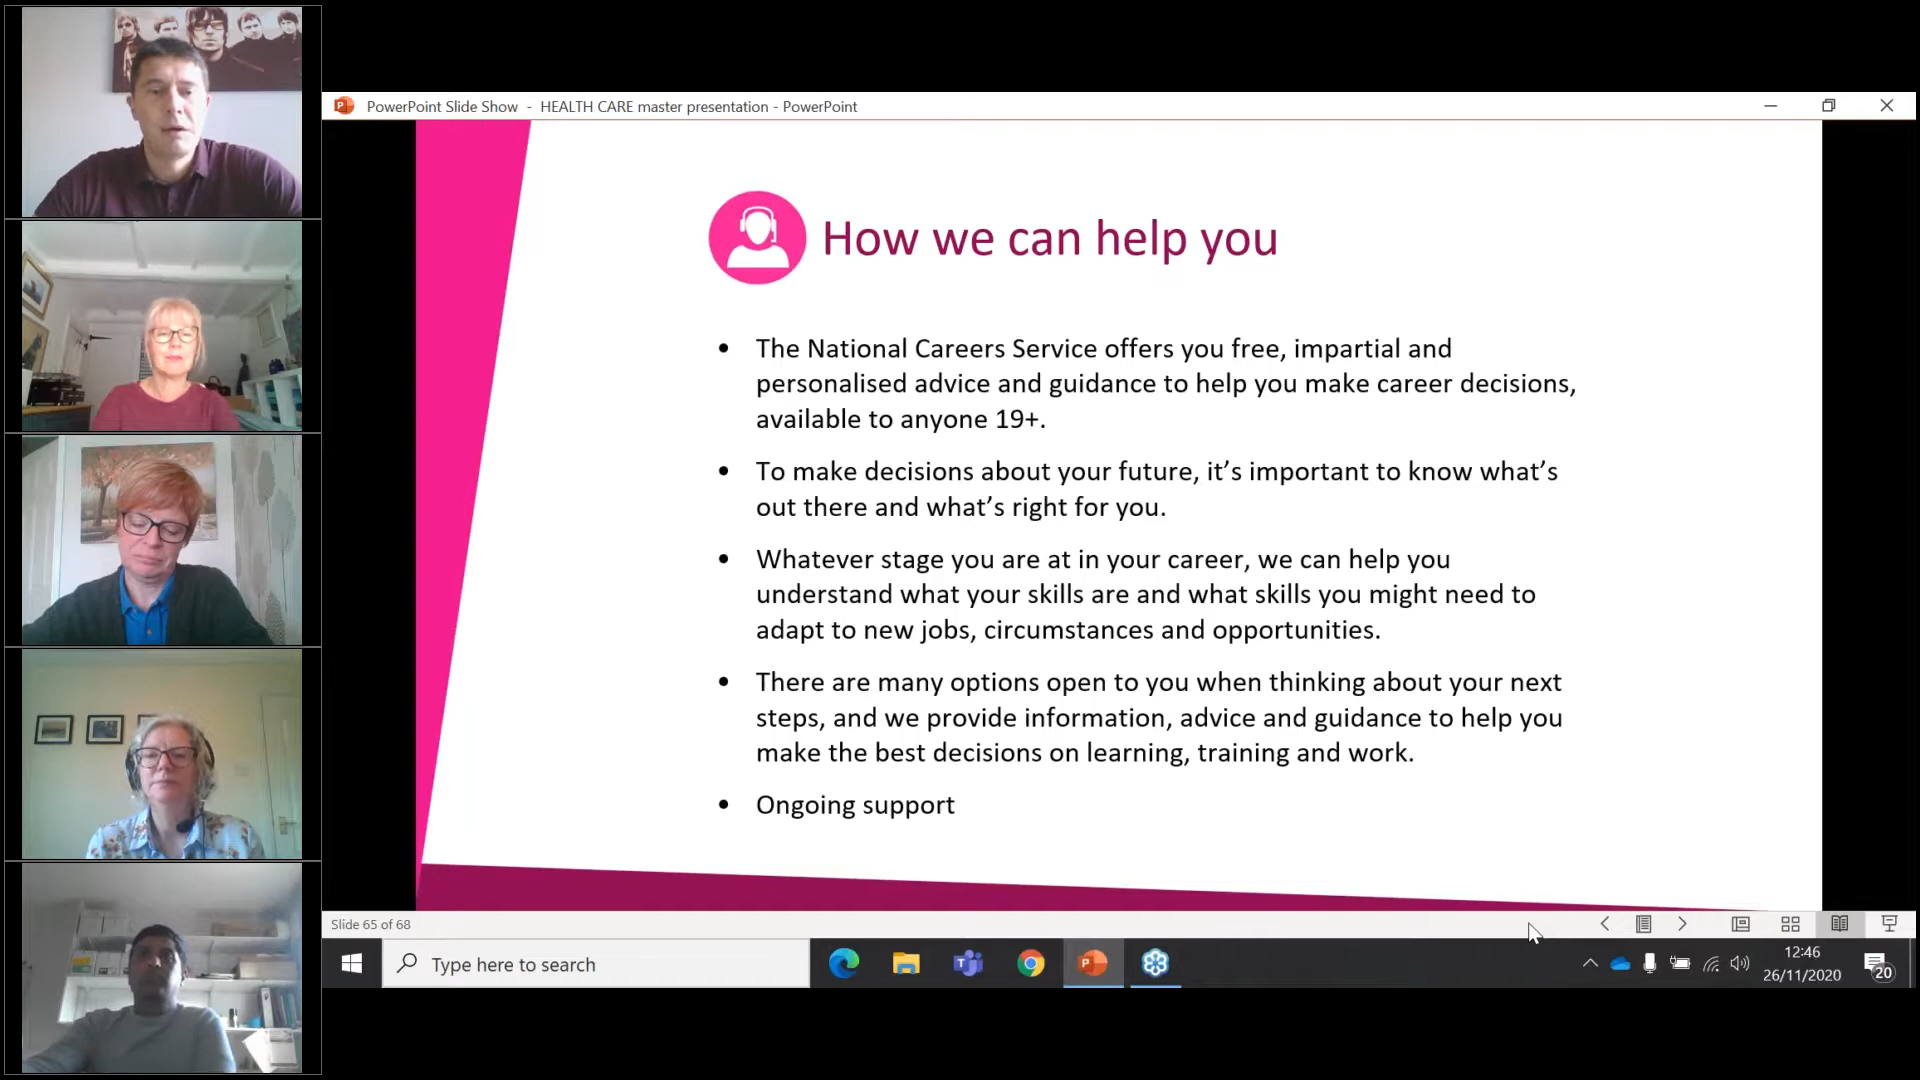 PowerPoint Slide Show - HEALTH CARE master presentation - PowerPoint
How we can help you
• The National Careers Service offers you free, impartial and
personalised advice and guidance to help you make career decisions,
available to anyone 19+.
• To make decisions about your future, it’s important to know what’s
out there and what’s right for you.
• Whatever stage you are at in your career, we can help you
understand what your skills are and what skills you might need to
adapt to new jobs, circumstances and opportunities.
• There are many options open to you when thinking about your next
steps, and we provide information, advice and guidance to help you
make the best decisions on learning, training and work.
• Ongoing support
Slide 65 of 68
Type here to search
12:46
26/11/2020
20